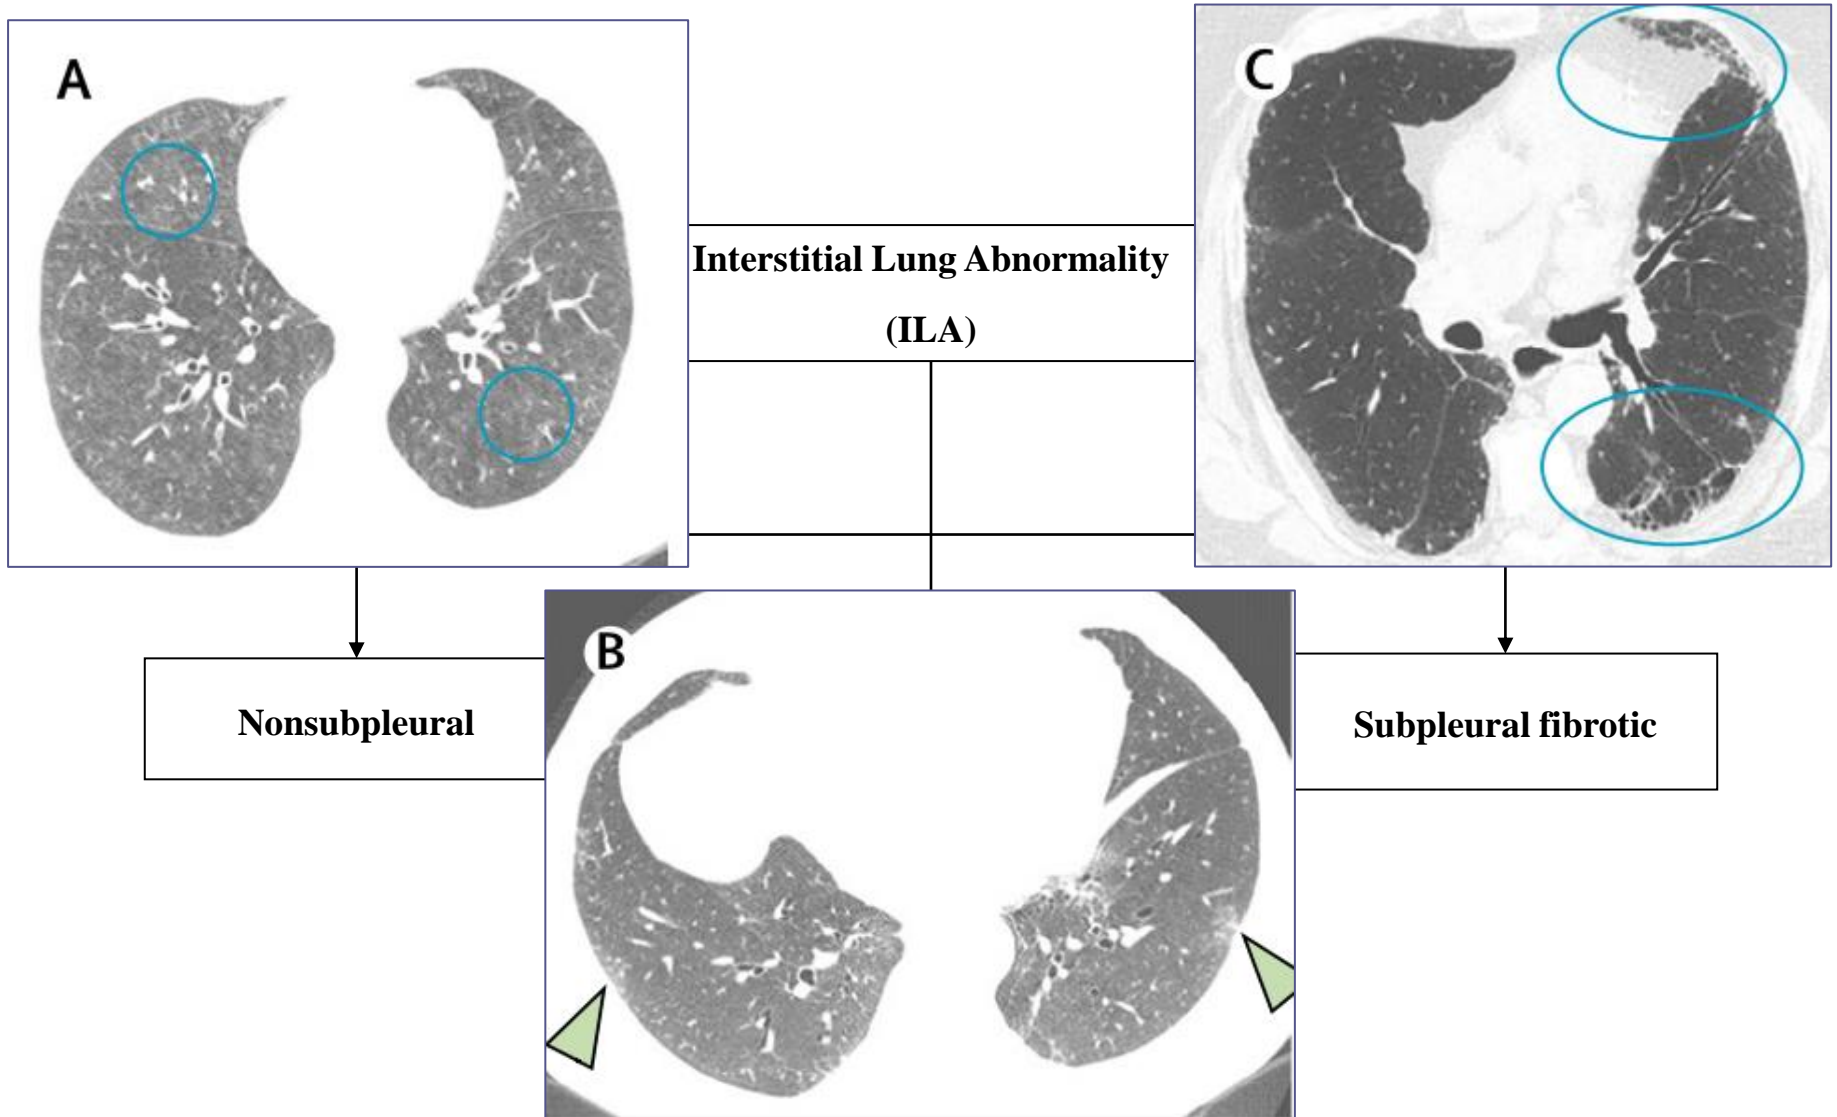 A
C
Interstitial Lung Abnormality
(ILA)
B
Nonsubpleural
Subpleural fibrotic